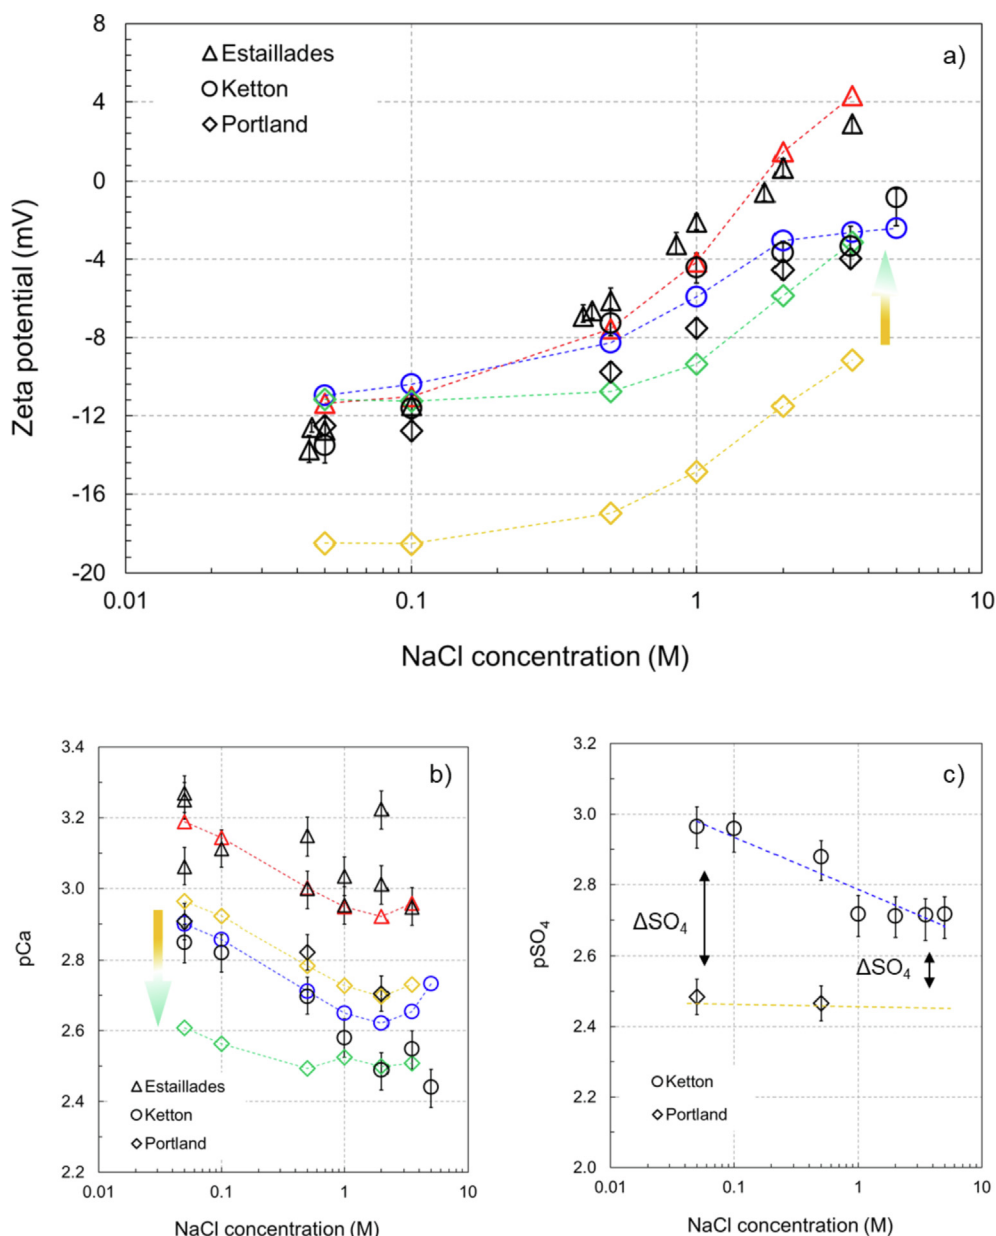 a)
Estaillades
Ketton
Portland
8
4
0
-4
-8
-12
-16
-20
Zeta potential (mV)
0.01 0.1 1 10
NaCl concentration (M)
b)
3.4
3.2
3.0
2.8
2.6
2.4
2.2
pCa
Estaillades
Ketton
Portland
0.01 0.1 1 10
NaCl concentration (M)
c)
3.2
3.0
2.8
2.6
2.4
2.2
2.0
pSO4
ΔSO4
ΔSO4
Ketton
Portland
0.01 0.1 1 10
NaCl concentration (M)